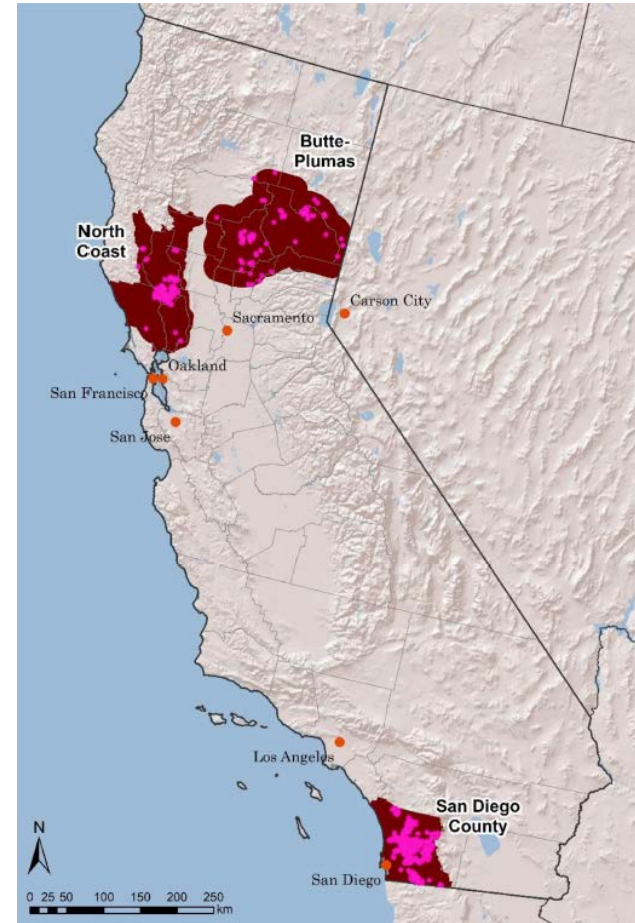 Butte-
Plumas
North
Coast
Carson City
Sacramento
Oakland
San Francisco
San Jose
Los Angeles
San Diego
County
San Diego
N
0 25 50 100 150 200 250
km